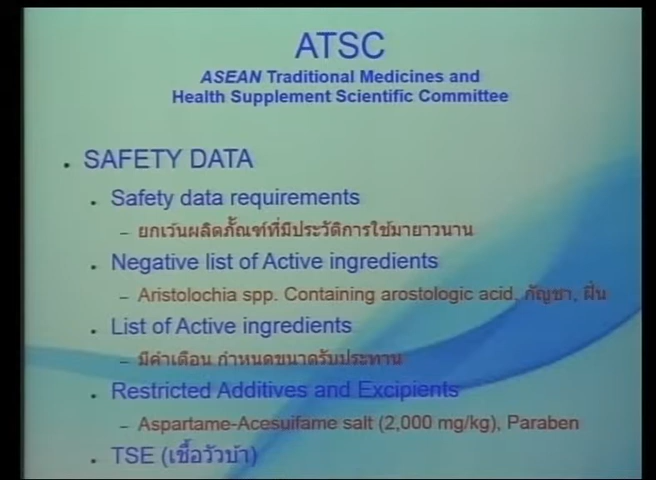 ATSC
ASEAN Traditional Medicines and
Health Supplement Scientific Committee
• SAFETY DATA
• Safety data requirements
– ยกเว้นผลิตภั๊ณฑ์ที่มีประวัติการใช้มายาวนาน
• Negative list of Active ingredients
– Aristolochia spp. Containing arostologic acid, กัญชา, ฝิ่น
• List of Active ingredients
– มีคำเตือน กำหนดขนาดรับประทาน
• Restricted Additives and Excipients
– Aspartame-Acesulfame salt (2,000 mg/kg), Paraben
• TSE (เชื้อวัวบ้า)